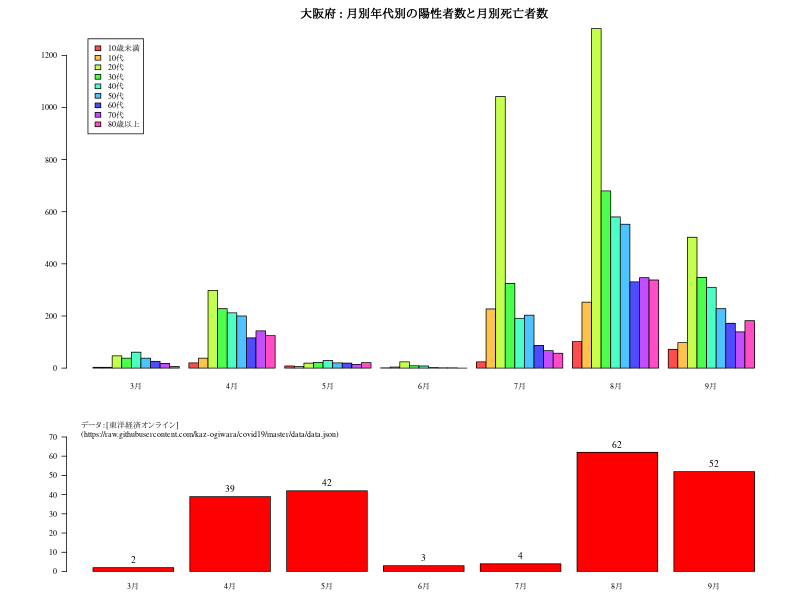 大阪府 : 月別年代別の陽性者数と月別死亡者数
1200
1000
800
600
400
200
0
10歳未満
10代
20代
30代
40代
50代
60代
70代
80歳以上
3月 4月 5月 6月 7月 8月 9月
データ : [東洋経済オンライン]
(https://raw.githubusercontent.com/kaz-ogiwara/covid19/master/data/data.json)
70
60
50
40
30
20
10
0
2 39 42 3 4 62 52
3月 4月 5月 6月 7月 8月 9月